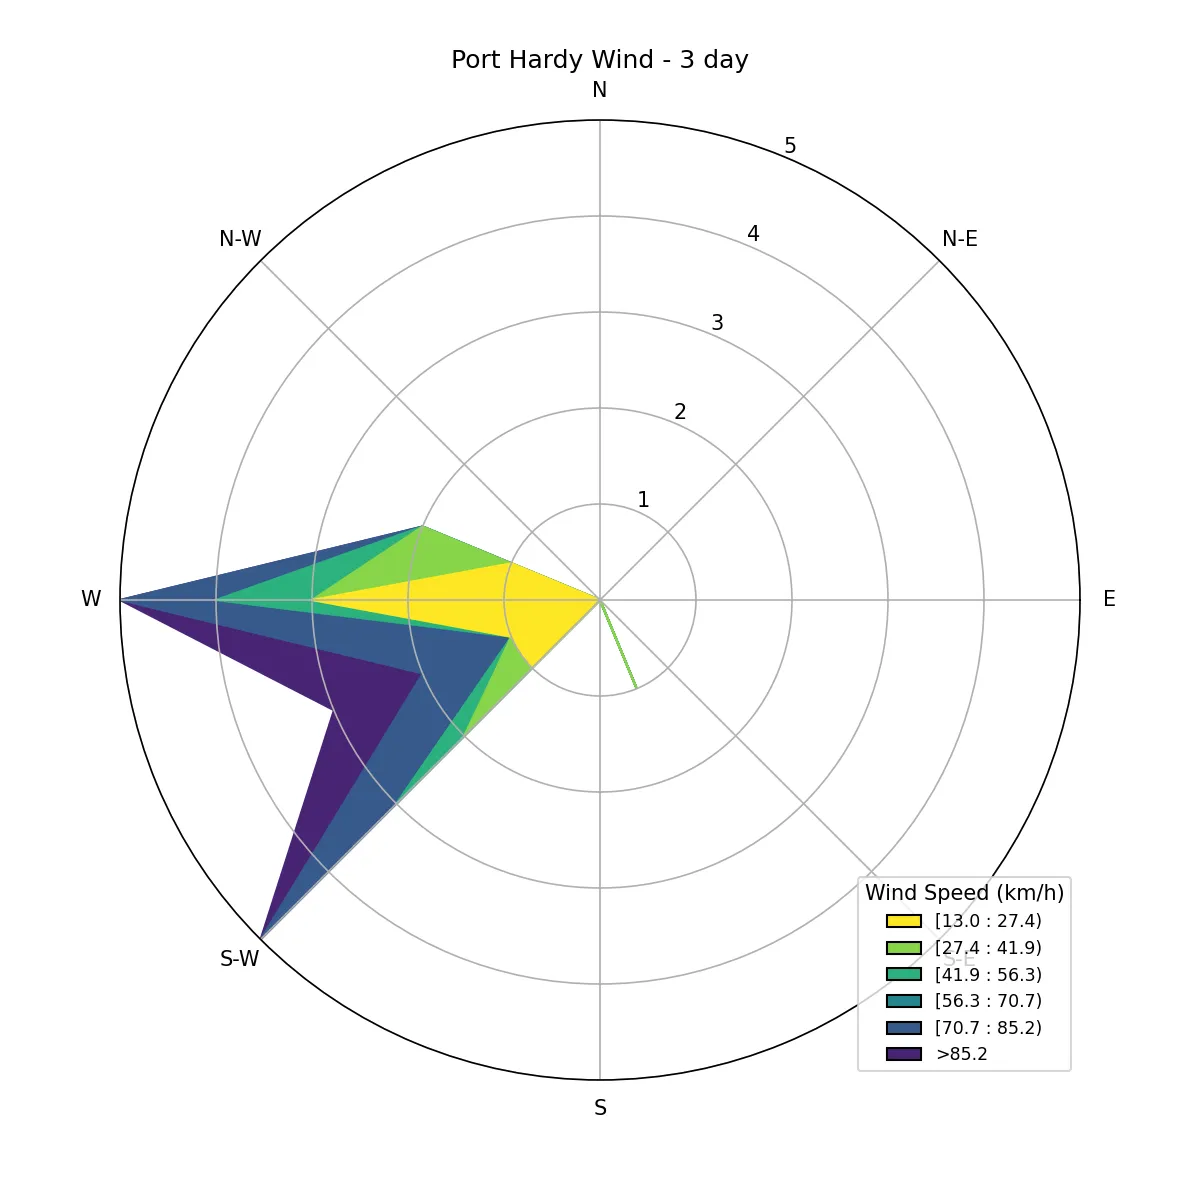 Port Hardy Wind - 3 day
N
5
N-W
N-E
4
3
2
1
W
E
Wind Speed (km/h)
[13.0 : 27.4)
[27.4 : 41.9)
S-W
S-E
[41.9 : 56.3)
[56.3 : 70.7)
[70.7 : 85.2)
>85.2
S